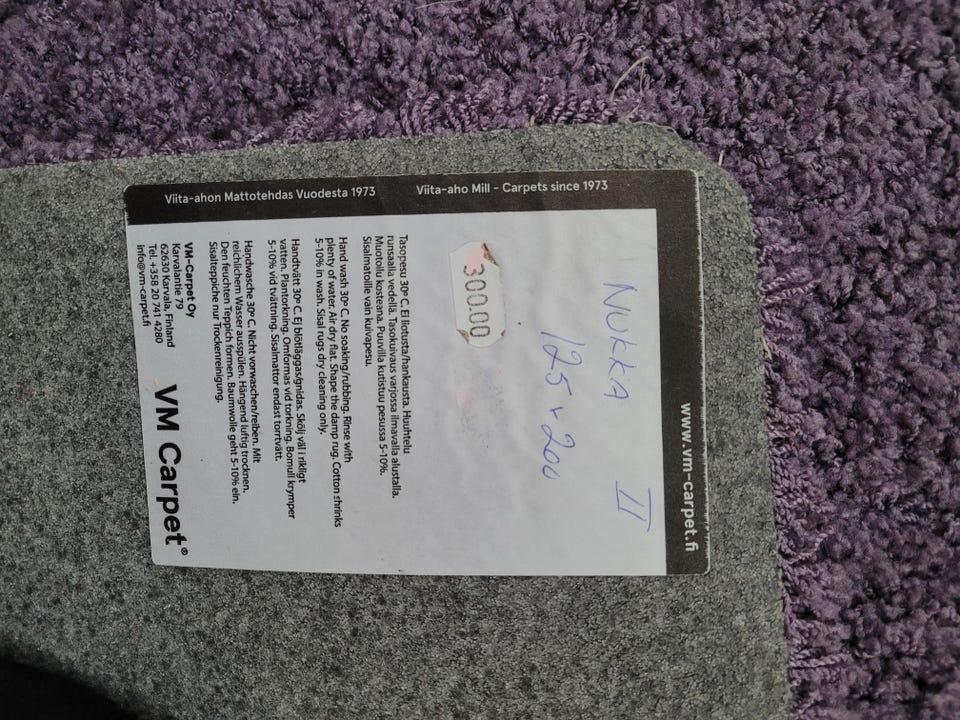 Viita-ahon Mattotehdas Vuodesta 1973
Viita-aho Mill - Carpets since 1973
www.vm-carpet.fi
NUKKA II
125 x 200
300.00
Tasopesu 30º C. Ei liotusta/hankausta. Huuhtelu
runsaalla vedellä. Tasokuivaus varjossa ilmavalla alustalla.
Muotoilu kosteana. Puuvilla kutistuu pesussa 5-10%.
Sisalmatoille vain kuivapesu.
Hand wash 30º C. No soaking/rubbing. Rinse with
plenty of water. Air dry flat. Shape the damp rug. Cotton shrinks
5-10% in wash. Sisal rugs dry cleaning only.
Handtvätt 30º C. Ej blötläggas/gnidas. Skölj väl i rikligt
vatten. Plantorkning. Omformas vid torkning. Bomull krymper
5-10% vid tvättning. Sisalmattor endast torrtvätt.
Handwasche 30º C. Nicht vorwaschen/reiben. Mit
reichlichem Wasser ausspülen. Hängend luftig trocknen.
Den feuchten Teppich formen. Baumwolle geht 5-10% ein.
Sisalteppiche nur Trockenreinigung.
VM-Carpet Oy
Karvalantie 79
62630 Karvala, Finland
Tel. +358 20 741 4280
info@vm-carpet.fi
VM Carpet®